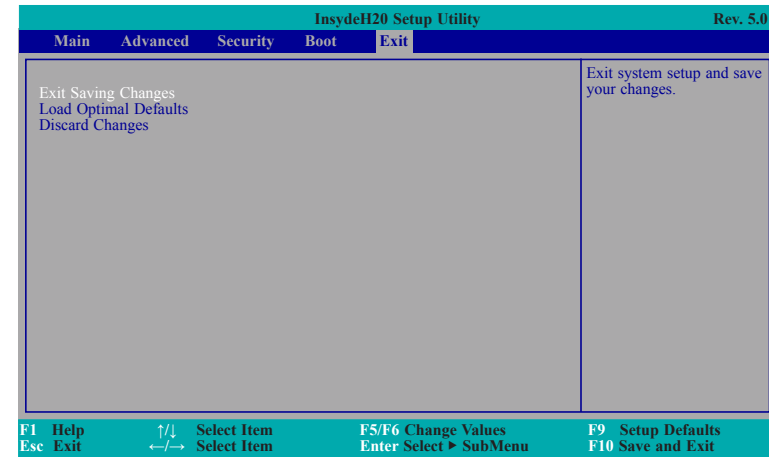 InsydeH20 Setup Utility Rev. 5.0
Main Advanced Security Boot Exit
Exit Saving Changes
Load Optimal Defaults
Discard Changes
Exit system setup and save
your changes.
F1 Help ↑/↓ Select Item F5/F6 Change Values F9 Setup Defaults
Esc Exit ←/→ Select Item Enter Select ▶ SubMenu F10 Save and Exit